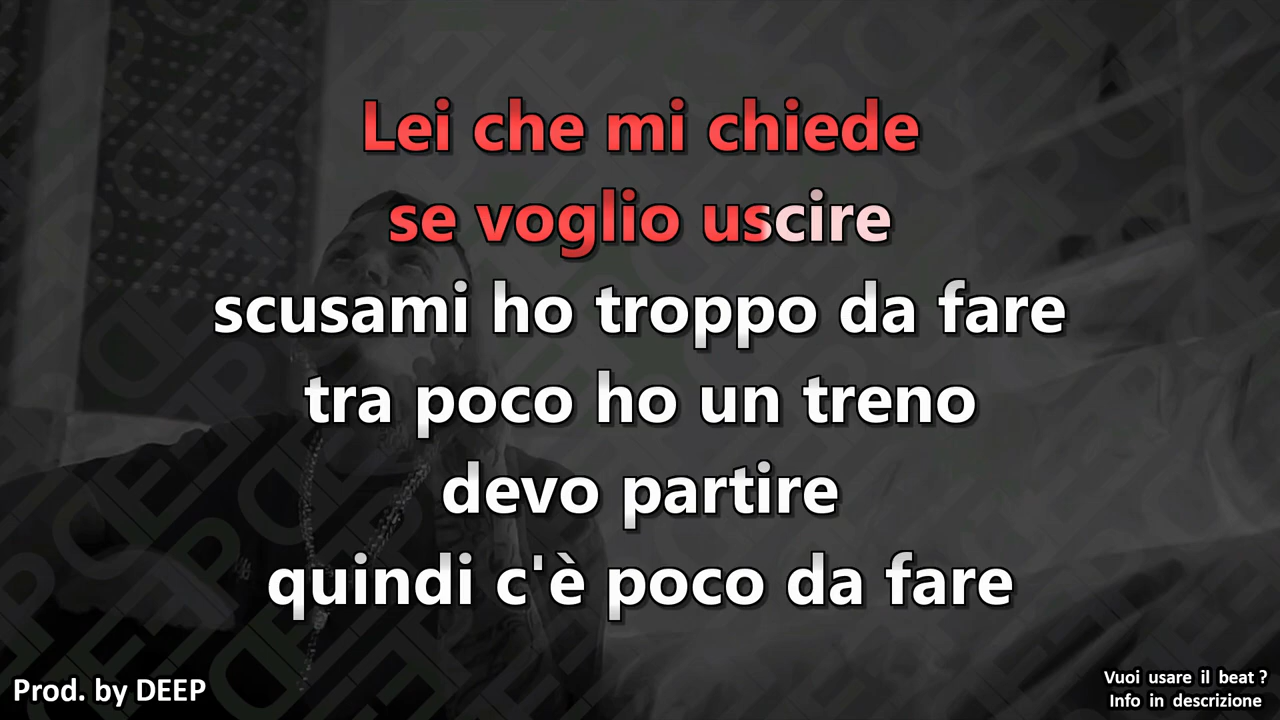 Lei che mi chiede
se voglio uscire
scusami ho troppo da fare
tra poco ho un treno
devo partire
quindi c'è poco da fare
Prod. by DEEP
Vuoi usare il beat ?
Info in descrizione